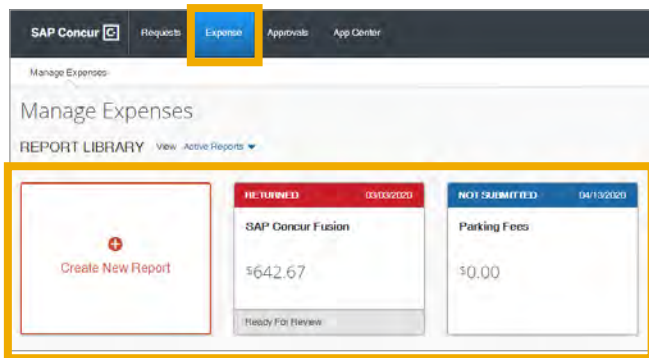 SAP Concur C Requests Expense Approvals App Center
Manage Expenses
Manage Expenses
REPORT LIBRARY View Active Reports
RETURNED 03/03/2020 NOT SUBMITTED 04/13/2020
SAP Concur Fusion Parking Fees
Create New Report $642.67 $0.00
Ready For Review